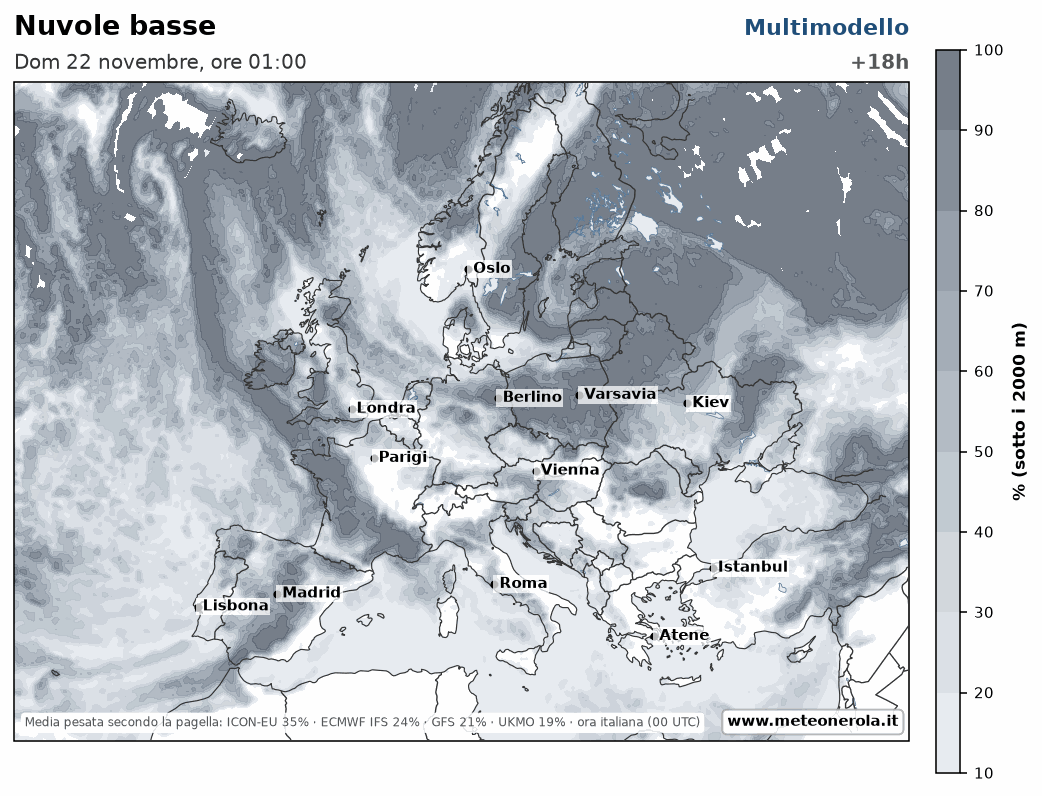 Nuvole basse
Multimodello
Dom 22 novembre, ore 01:00
+18h
100
90
80
70
60
50
40
30
20
10
% (sotto i 2000 m)
Oslo
Londra
Berlino
Varsavia
Kiev
Parigi
Vienna
Madrid
Lisbona
Roma
Istanbul
Atene
Media pesata secondo la pagella: ICON-EU 35% · ECMWF IFS 24% · GFS 21% · UKMO 19% · ora italiana (00 UTC)
www.meteonerola.it